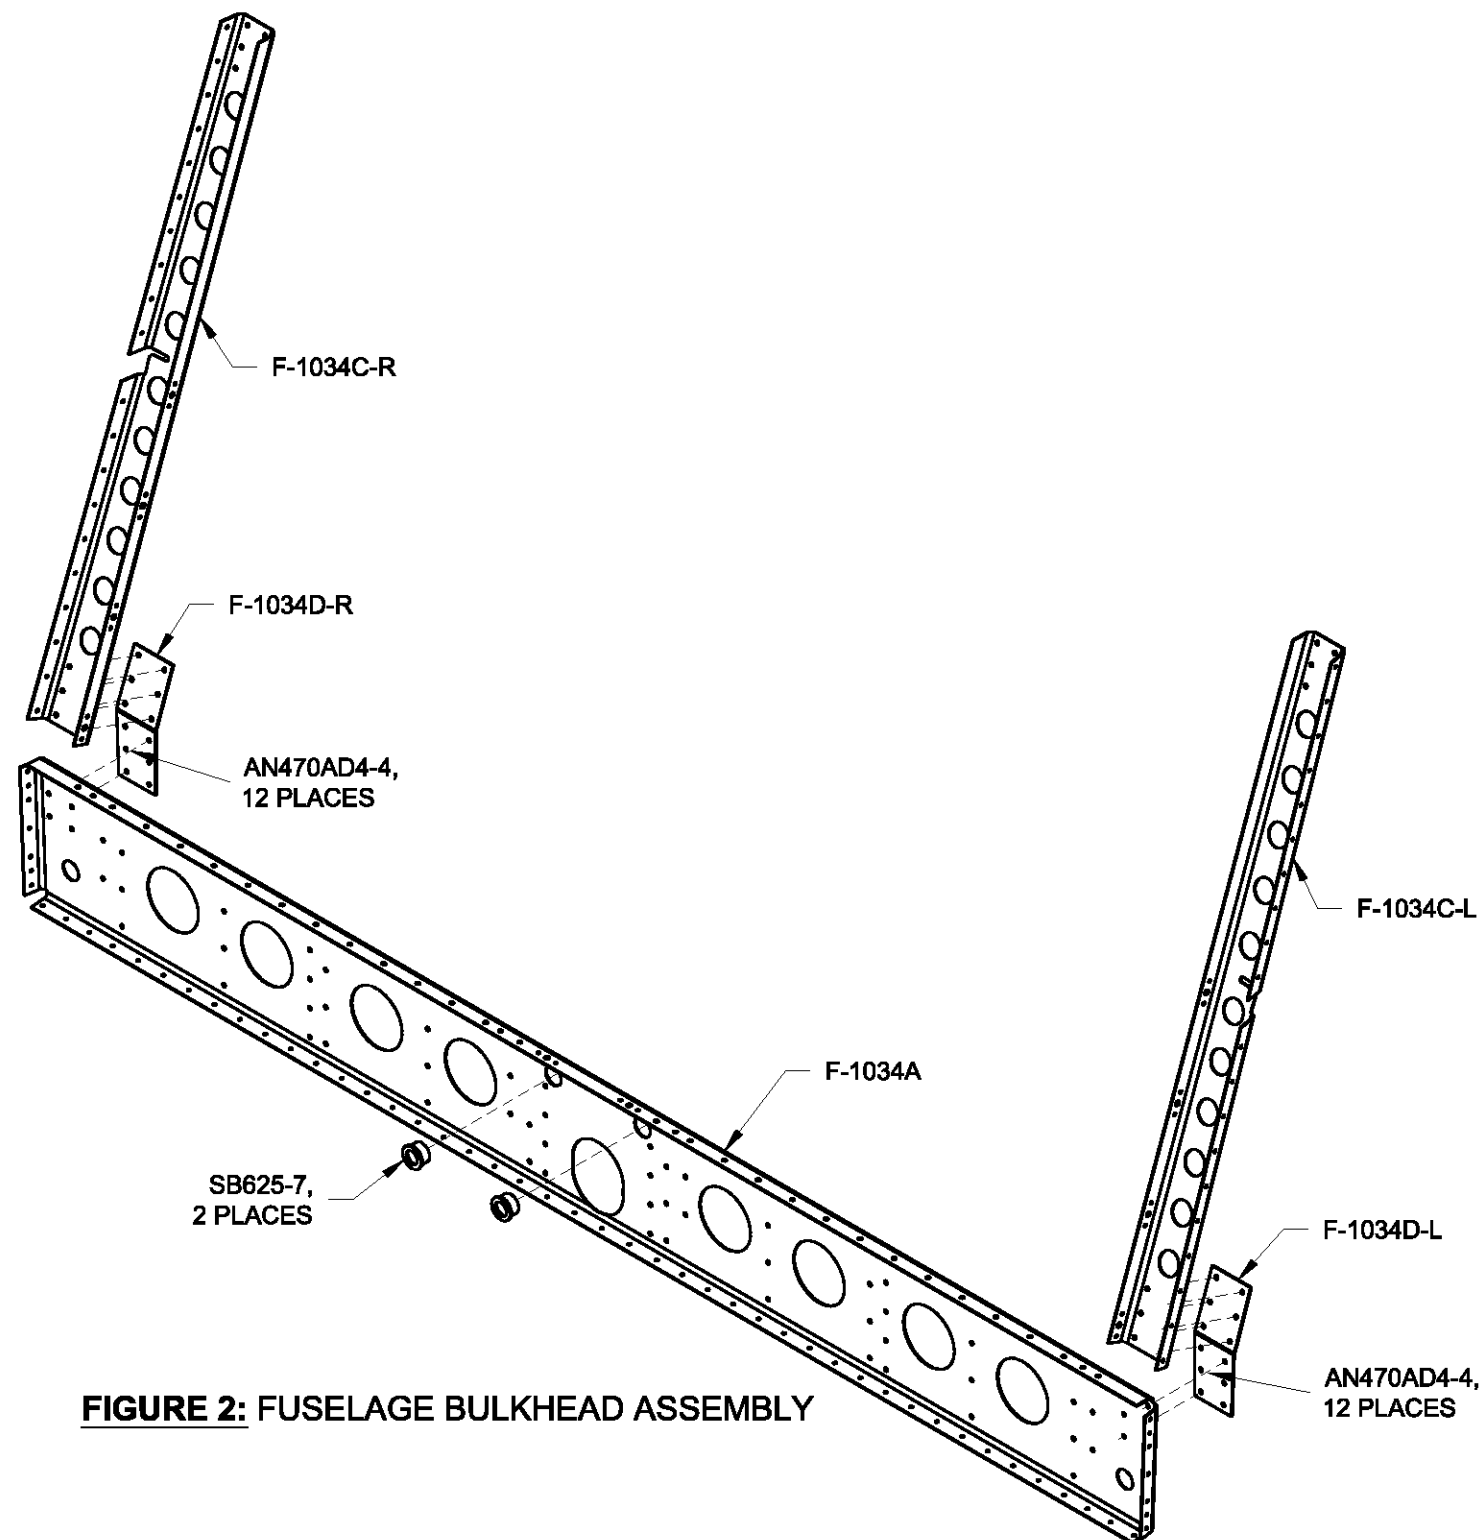 F-1034C-R
F-1034D-R
AN470AD4-4,
12 PLACES
F-1034C-L
F-1034A
SB625-7,
2 PLACES
F-1034D-L
AN470AD4-4,
12 PLACES
FIGURE 2: FUSELAGE BULKHEAD ASSEMBLY